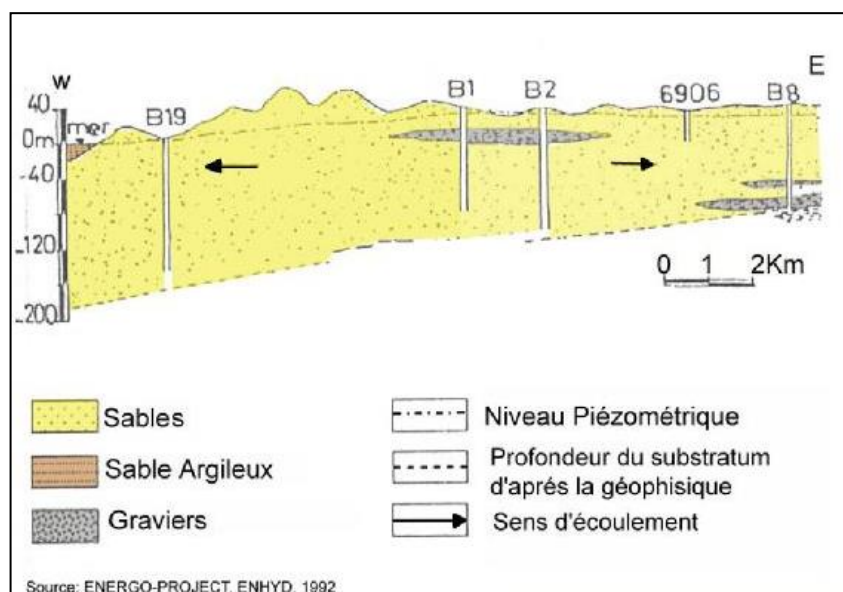 W
E
40
0m
-40
-120
-200
mer
B19
B1
B2
6906
B8
0 1 2Km
Sables
Sable Argileux
Graviers
Niveau Piézométrique
Profondeur du substratum
d'aprés la géophisique
Sens d'écoulement
Source: ENERGO-PROJECT, ENHYD, 1992